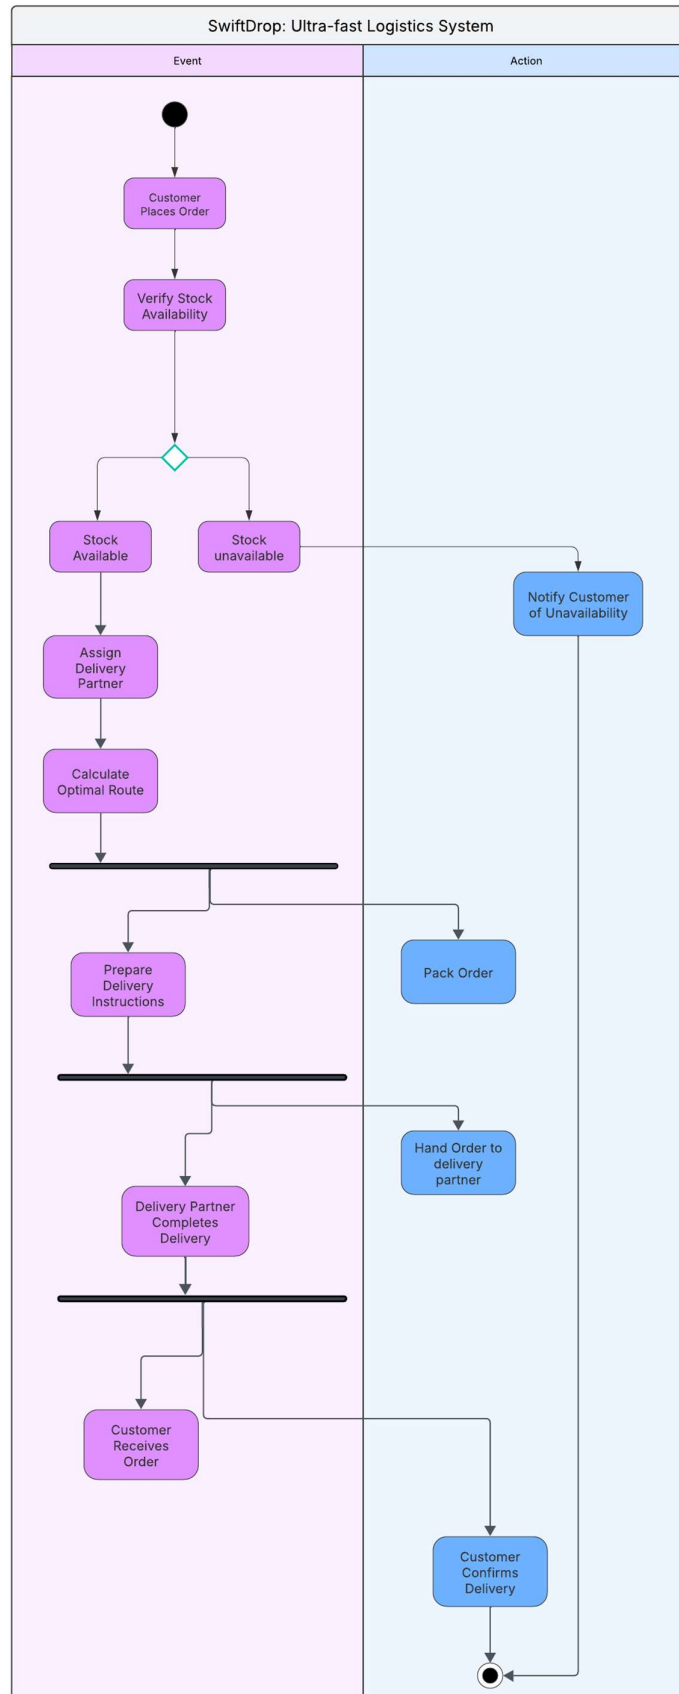 SwiftDrop: Ultra-fast Logistics System
Event
Action
Customer
Places Order
Verify Stock
Availability
Stock
Available
Stock
unavailable
Notify Customer
of Unavailability
Assign
Delivery
Partner
Calculate
Optimal Route
Prepare
Delivery
Instructions
Pack Order
Hand Order to
delivery
partner
Delivery Partner
Completes
Delivery
Customer
Receives
Order
Customer
Confirms
Delivery